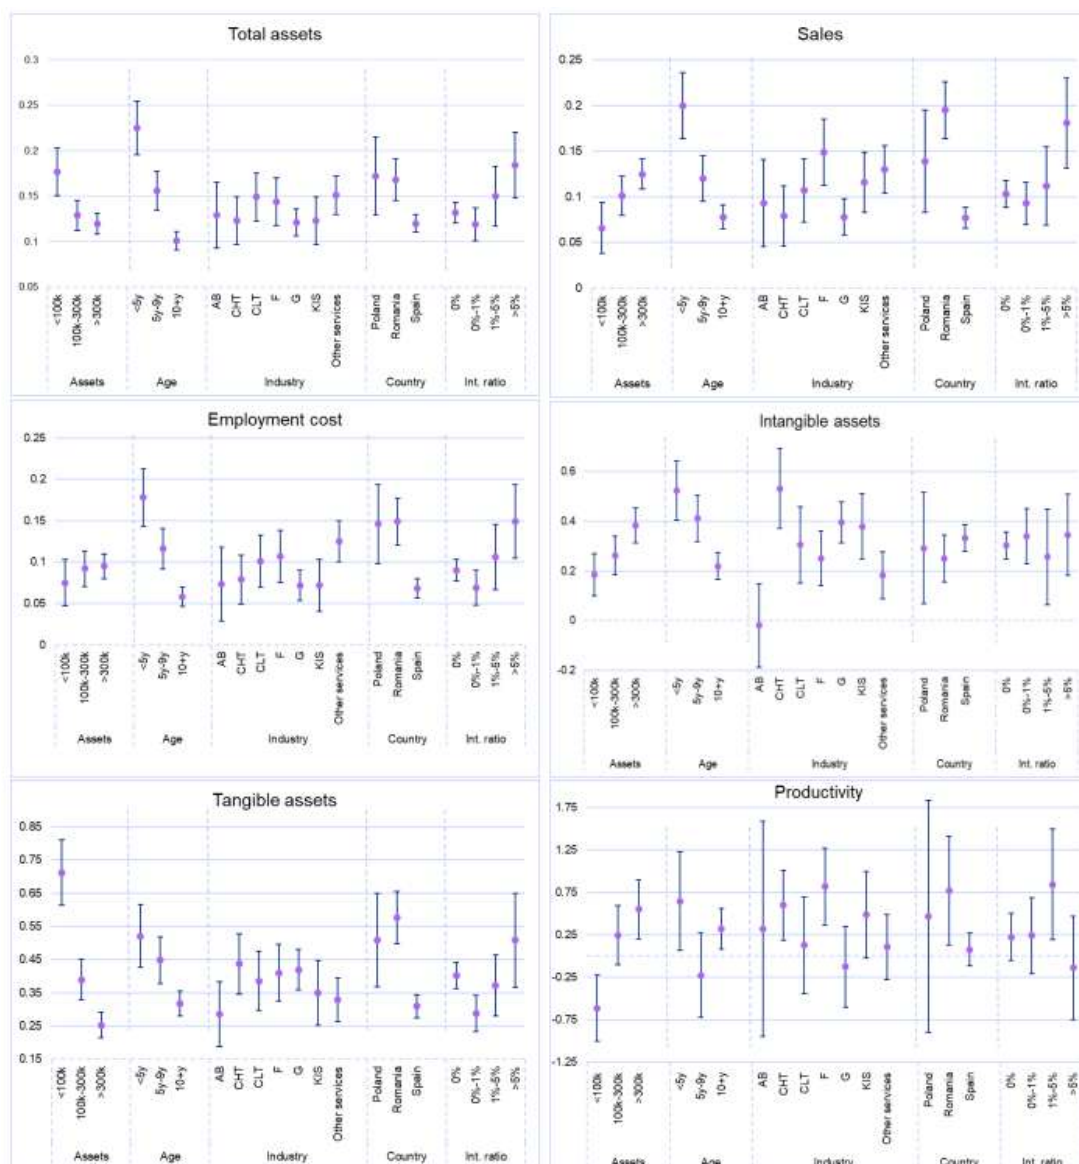 Total assets
0.3
0.25
0.2
0.15
0.1
0.05
<100k
100k-300k
>300k
<5y
5y-9y
10+y
AB
CHT
CLT
F
G
KIS
Other services
Poland
Romania
Spain
0%
0%-1%
1%-5%
>5%
Assets Age Industry Country Int. ratio
Sales
0.25
0.2
0.15
0.1
0.05
0
<100k
100k-300k
>300k
<5y
5y-9y
10+y
AB
CHT
CLT
F
G
KIS
Other services
Poland
Romania
Spain
0%
0%-1%
1%-5%
>5%
Assets Age Industry Country Int. ratio
Employment cost
0.25
0.2
0.15
0.1
0.05
0
<100k
100k-300k
>300k
<5y
5y-9y
10+y
AB
CHT
CLT
F
G
KIS
Other services
Poland
Romania
Spain
0%
0%-1%
1%-5%
>5%
Assets Age Industry Country Int. ratio
Intangible assets
0.6
0.4
0.2
0
-0.2
<100k
100k-300k
>300k
<5y
5y-9y
10+y
AB
CHT
CLT
F
G
KIS
Other services
Poland
Romania
Spain
0%
0%-1%
1%-5%
>5%
Assets Age Industry Country Int. ratio
Tangible assets
0.85
0.75
0.65
0.55
0.45
0.35
0.25
0.15
<100k
100k-300k
>300k
<5y
5y-9y
10+y
AB
CHT
CLT
F
G
KIS
Other services
Poland
Romania
Spain
0%
0%-1%
1%-5%
>5%
Assets Age Industry Country Int. ratio
Productivity
1.75
1.25
0.75
0.25
-0.25
-0.75
-1.25
<100k
100k-300k
>300k
<5y
5y-9y
10+y
AB
CHT
CLT
F
G
KIS
Other services
Poland
Romania
Spain
0%
0%-1%
1%-5%
>5%
Assets Age Industry Country Int. ratio